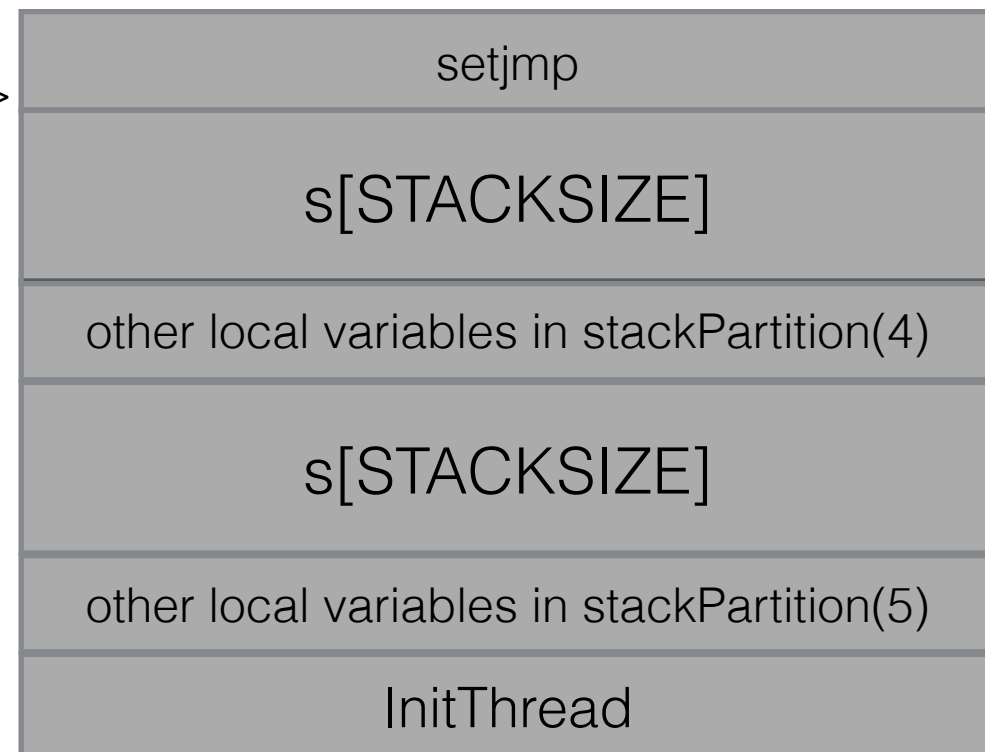 setjmp
>
s[STACKSIZE]
other local variables in stackPartition(4)
s[STACKSIZE]
other local variables in stackPartition(5)
InitThread